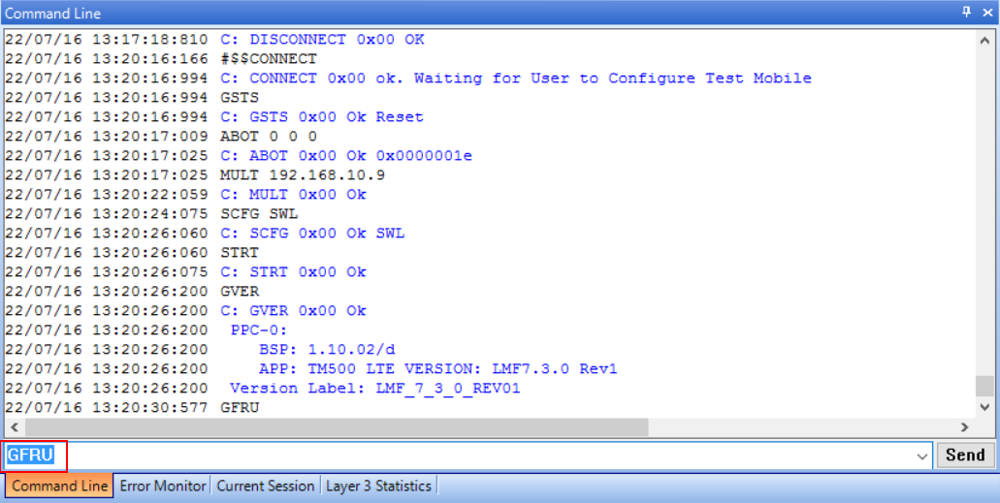 Command Line
22/07/16 13:17:18:810 C: DISCONNECT 0x00 OK
22/07/16 13:20:16:166 #$$CONNECT
22/07/16 13:20:16:994 C: CONNECT 0x00 ok. Waiting for User to Configure Test Mobile
22/07/16 13:20:16:994 GSTS
22/07/16 13:20:16:994 C: GSTS 0x00 Ok Reset
22/07/16 13:20:17:009 ABOT 0 0 0
22/07/16 13:20:17:025 C: ABOT 0x00 Ok 0x0000001e
22/07/16 13:20:17:025 MULT 192.168.10.9
22/07/16 13:20:22:059 C: MULT 0x00 Ok
22/07/16 13:20:24:075 SCFG SWL
22/07/16 13:20:26:060 C: SCFG 0x00 Ok SWL
22/07/16 13:20:26:060 STRT
22/07/16 13:20:26:075 C: STRT 0x00 Ok
22/07/16 13:20:26:200 GVER
22/07/16 13:20:26:200 C: GVER 0x00 Ok
22/07/16 13:20:26:200 PPC-0:
22/07/16 13:20:26:200 BSP: 1.10.02/d
22/07/16 13:20:26:200 APP: TM500 LTE VERSION: LMF7.3.0 Rev1
22/07/16 13:20:26:200 Version Label: LMF_7_3_0_REV01
22/07/16 13:20:30:577 GFRU
GFRU Send
Command Line Error Monitor Current Session Layer 3 Statistics